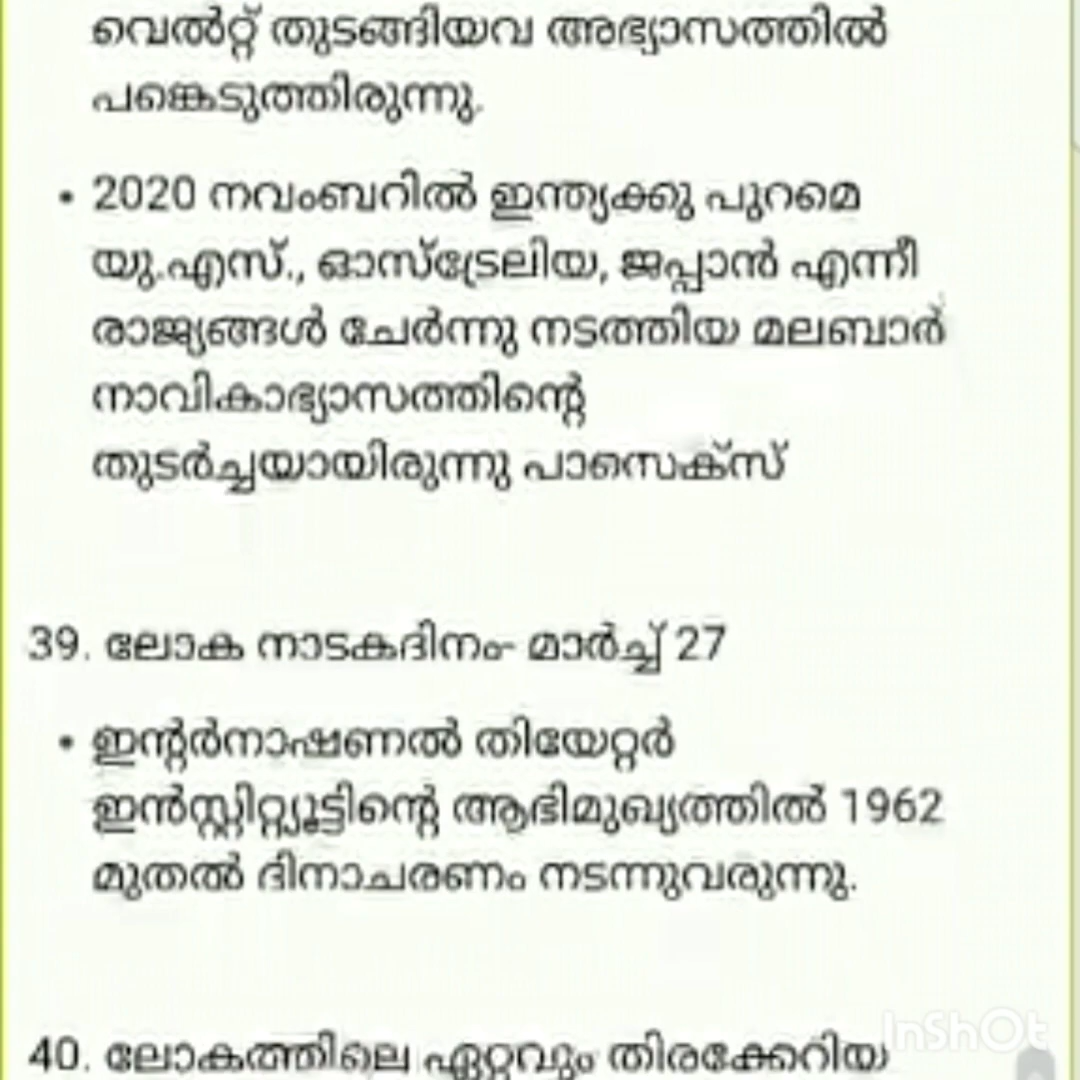 വെൽറ്റ് തുടങ്ങിയവ അഭ്യാസത്തിൽ
പങ്കെടുത്തിരുന്നു.
• 2020 നവംബറിൽ ഇന്ത്യക്കു പുറമെ
യു.എസ്., ഓസ്ട്രേലിയ, ജപ്പാൻ എന്നീ
രാജ്യങ്ങൾ ചേർന്നു നടത്തിയ മലബാർ
നാവികാഭ്യാസത്തിന്റെ
തുടർച്ചയായിരുന്നു പാസെക്സ്
39. ലോക നാടകദിനം- മാർച്ച് 27
• ഇന്റർനാഷണൽ തിയേറ്റർ
ഇൻസ്റ്റിറ്റ്യൂട്ടിന്റെ ആഭിമുഖ്യത്തിൽ 1962
മുതൽ ദിനാചരണം നടന്നുവരുന്നു.
InShOt
40. ലോകത്തിലെ ഏറ്റവും തിരക്കേറിയ